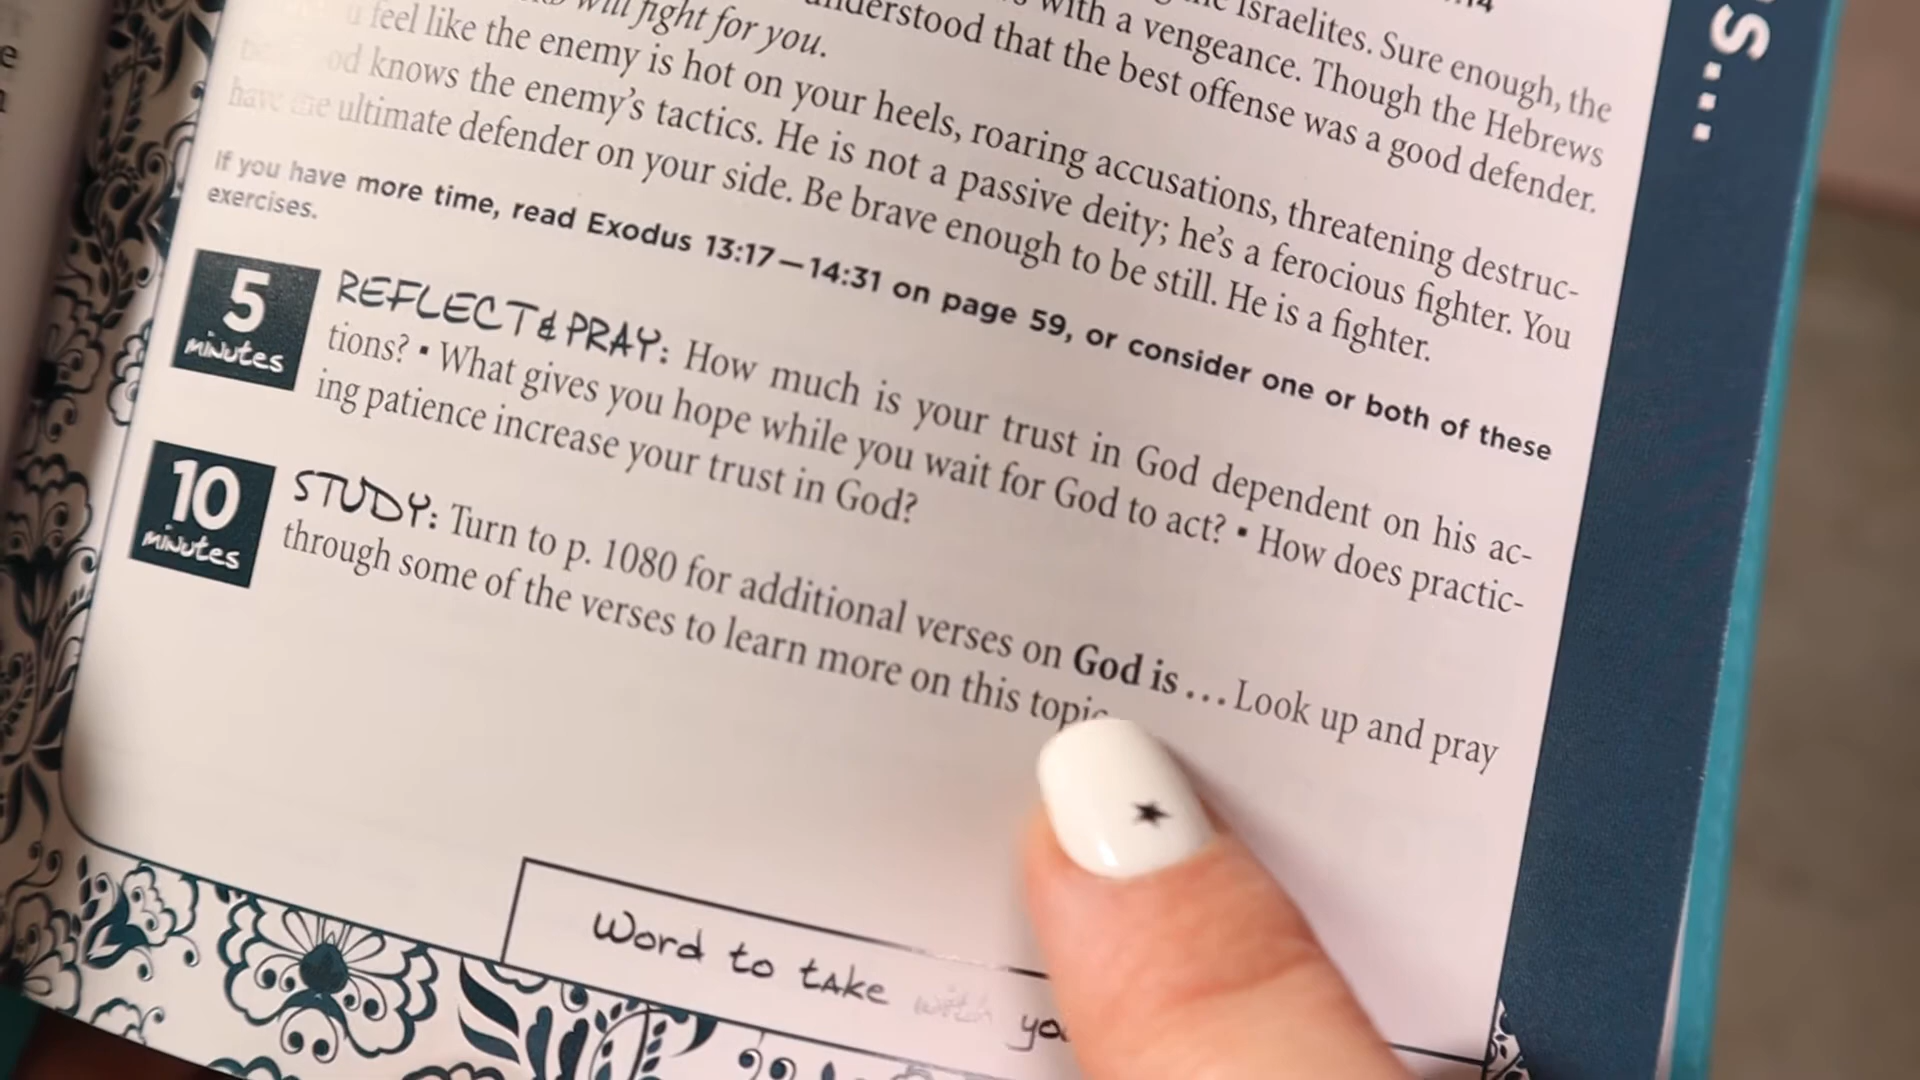 :14
the Israelites. Sure enough, the
with a vengeance. Though the Hebrews
understood that the best offense was a good defender.
will fight for you.
feel like the enemy is hot on your heels, roaring accusations, threatening destruc-
knows the enemy's tactics. He is not a passive deity; he's a ferocious fighter. You
have the ultimate defender on your side. Be brave enough to be still. He is a fighter.
If you have more time, read Exodus 13:17—14:31 on page 59, or consider one or both of these
exercises.
5
minutes
REFLECT & PRAY: How much is your trust in God dependent on his ac-
tions? ▪ What gives you hope while you wait for God to act? ▪ How does practic-
ing patience increase your trust in God?
10
minutes
STUDY: Turn to p. 1080 for additional verses on God is . . . Look up and pray
through some of the verses to learn more on this topic
Word to take with
S...